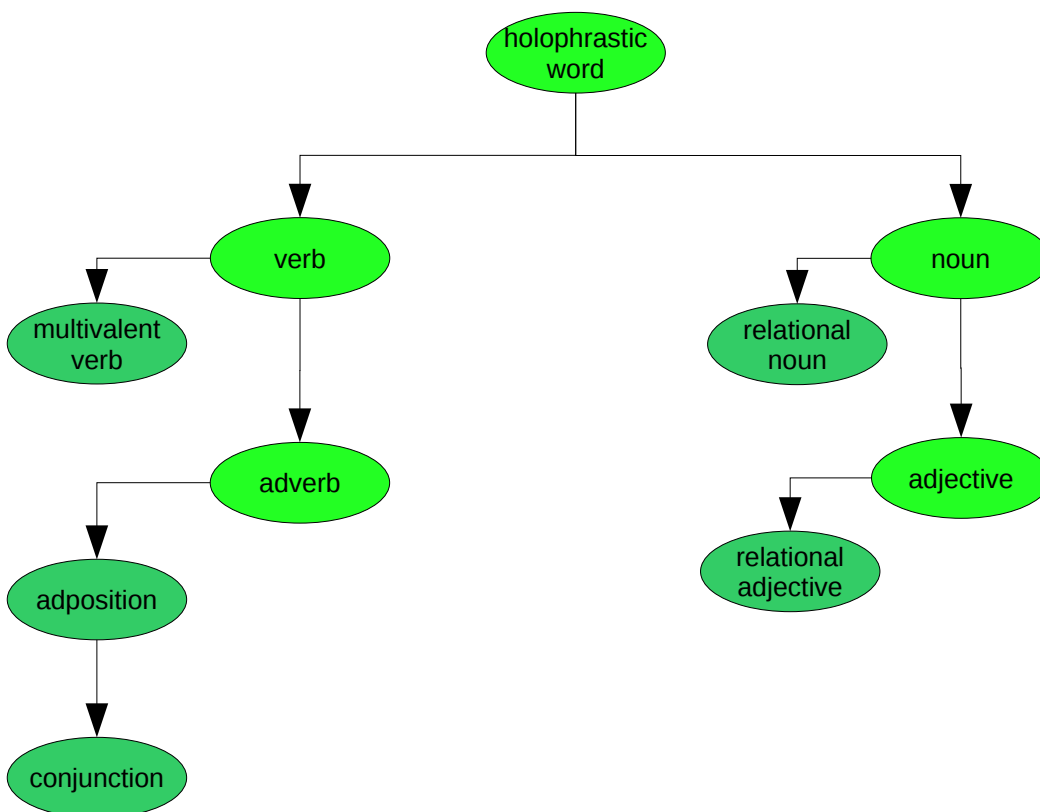 holophrastic
word
verb
noun
multivalent
verb
relational
noun
adverb
adjective
relational
adjective
adposition
conjunction